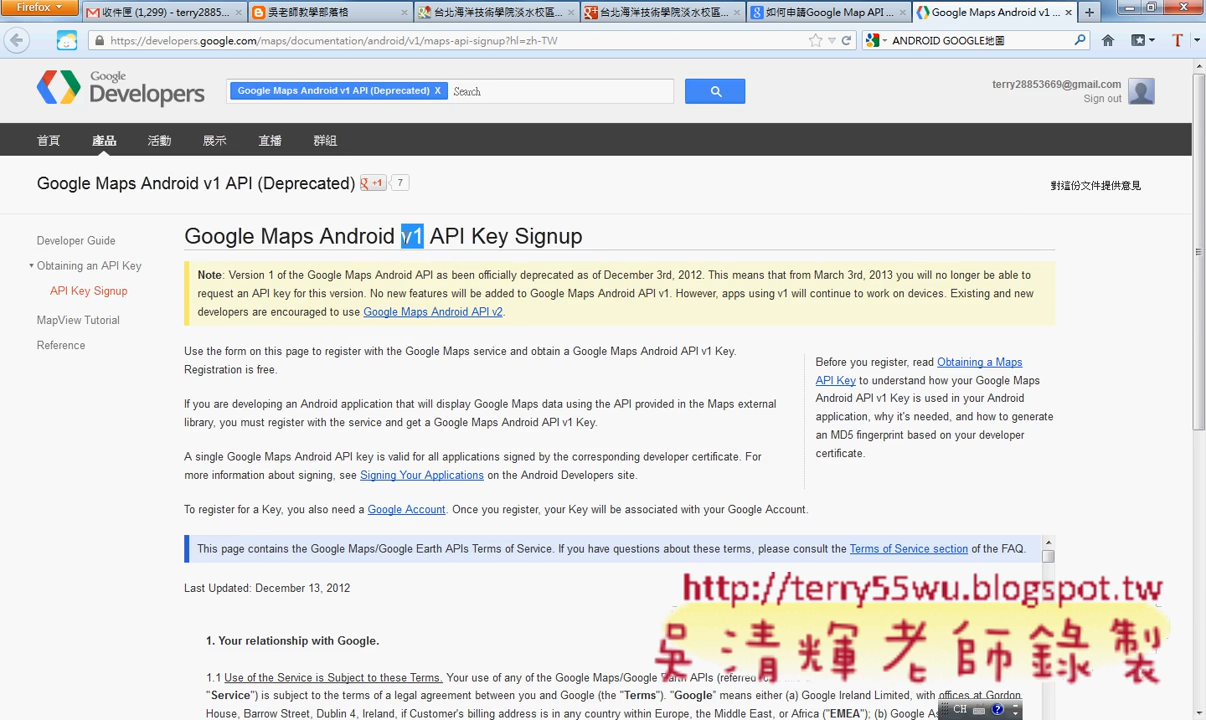 Firefox
收件匣 (1,299) - terry2885...
吳老師教學部落格
台北海洋技術學院淡水校區...
台北海洋技術學院淡水校區...
如何申請Google Map API ...
Google Maps Android v1 ...
https://developers.google.com/maps/documentation/android/v1/maps-api-signup?hl=zh-TW
ANDROID GOOGLE地圖
Google
Developers
Google Maps Android v1 API (Deprecated) X
Search
terry28853669@gmail.com
Sign out
首頁 產品 活動 展示 直播 群組
Google Maps Android v1 API (Deprecated) +1 7
對這份文件提供意見
Developer Guide
Obtaining an API Key
API Key Signup
MapView Tutorial
Reference
Google Maps Android v1 API Key Signup
Note: Version 1 of the Google Maps Android API as been officially deprecated as of December 3rd, 2012. This means that from March 3rd, 2013 you will no longer be able to
request an API key for this version. No new features will be added to Google Maps Android API v1. However, apps using v1 will continue to work on devices. Existing and new
developers are encouraged to use Google Maps Android API v2.
Use the form on this page to register with the Google Maps service and obtain a Google Maps Android API v1 Key.
Registration is free.
If you are developing an Android application that will display Google Maps data using the API provided in the Maps external
library, you must register with the service and get a Google Maps Android API v1 Key.
A single Google Maps Android API key is valid for all applications signed by the corresponding developer certificate. For
more information about signing, see Signing Your Applications on the Android Developers site.
To register for a Key, you also need a Google Account. Once you register, your Key will be associated with your Google Account.
Before you register, read Obtaining a Maps
API Key to understand how your Google Maps
Android API v1 Key is used in your Android
application, why it's needed, and how to generate
an MD5 fingerprint based on your developer
certificate.
This page contains the Google Maps/Google Earth APIs Terms of Service. If you have questions about these terms, please consult the Terms of Service section of the FAQ.
Last Updated: December 13, 2012
1. Your relationship with Google.
1.1 Use of the Service is Subject to these Terms. Your use of any of the Google Maps/Google Earth APIs (referred
"Service") is subject to the terms of a legal agreement between you and Google (the "Terms"). "Google" means either (a) Google Ireland Limited, with offices at Gordon
House, Barrow Street, Dublin 4, Ireland, if Customer's billing address is in any country within Europe, the Middle East, or Africa ("EMEA"); (b) Google
http://terry55wu.blogspot.tw
吳清輝老師錄製
CH